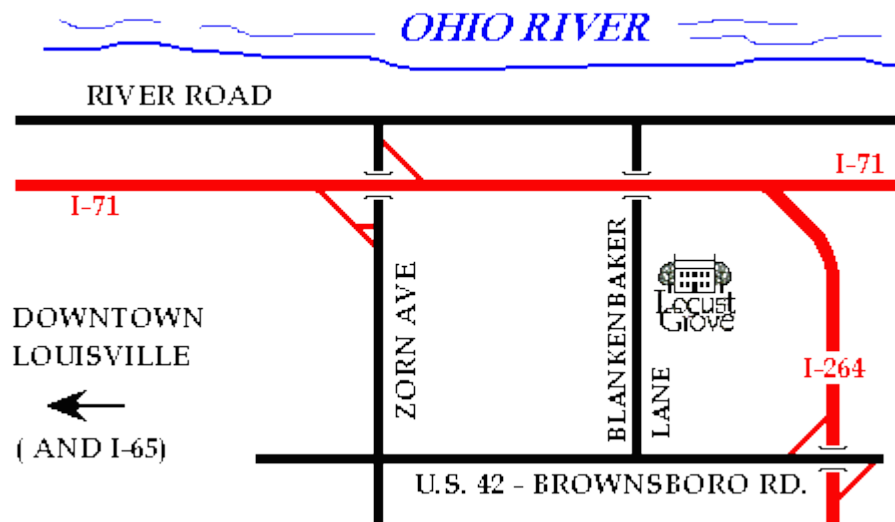 OHIO RIVER
RIVER ROAD
I-71
I-71
ZORN AVE
BLANKENBAKER
LANE
Locust
Grove
DOWNTOWN
LOUISVILLE
( AND I-65)
I-264
U.S. 42 - BROWNSBORO RD.